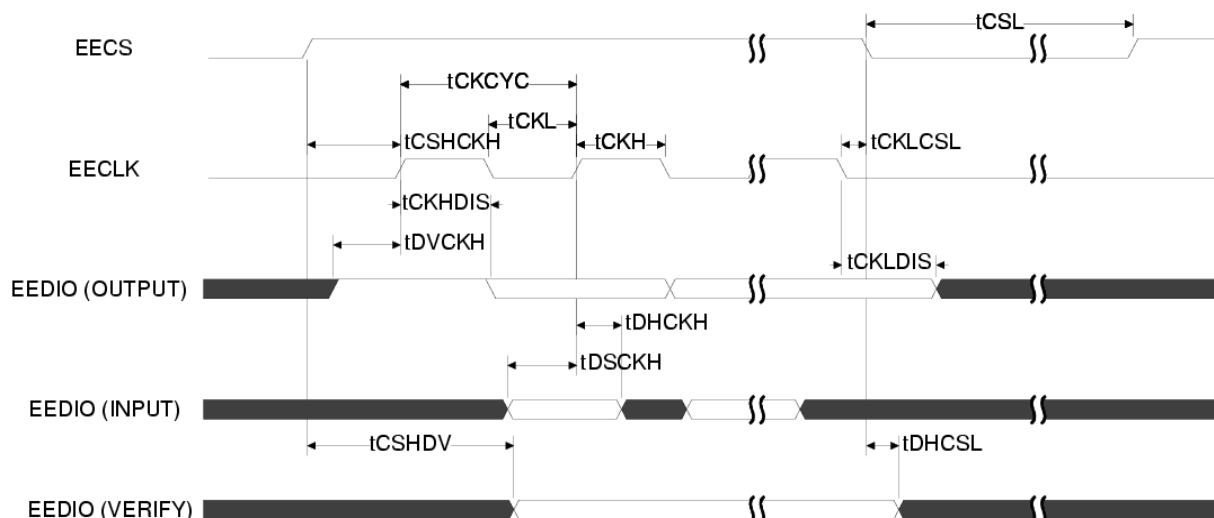 tCSL
EECS
tCKCYC
tCKL
tCSHCKH
tCKH
tCKLCSL
EECLK
tCKHDIS
tDVCKH
tCKLDIS
EEDIO (OUTPUT)
tDHCKH
tDSCKH
EEDIO (INPUT)
tCSHDV
tDHCSL
EEDIO (VERIFY)